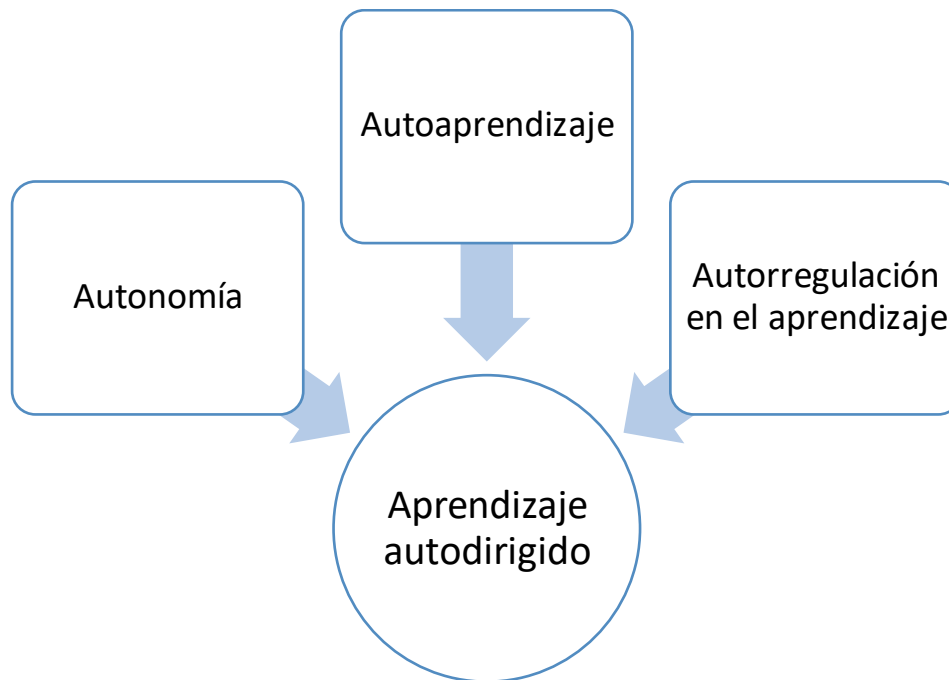 Autoaprendizaje
Autonomía
Autorregulación
en el aprendizaje
Aprendizaje
autodirigido